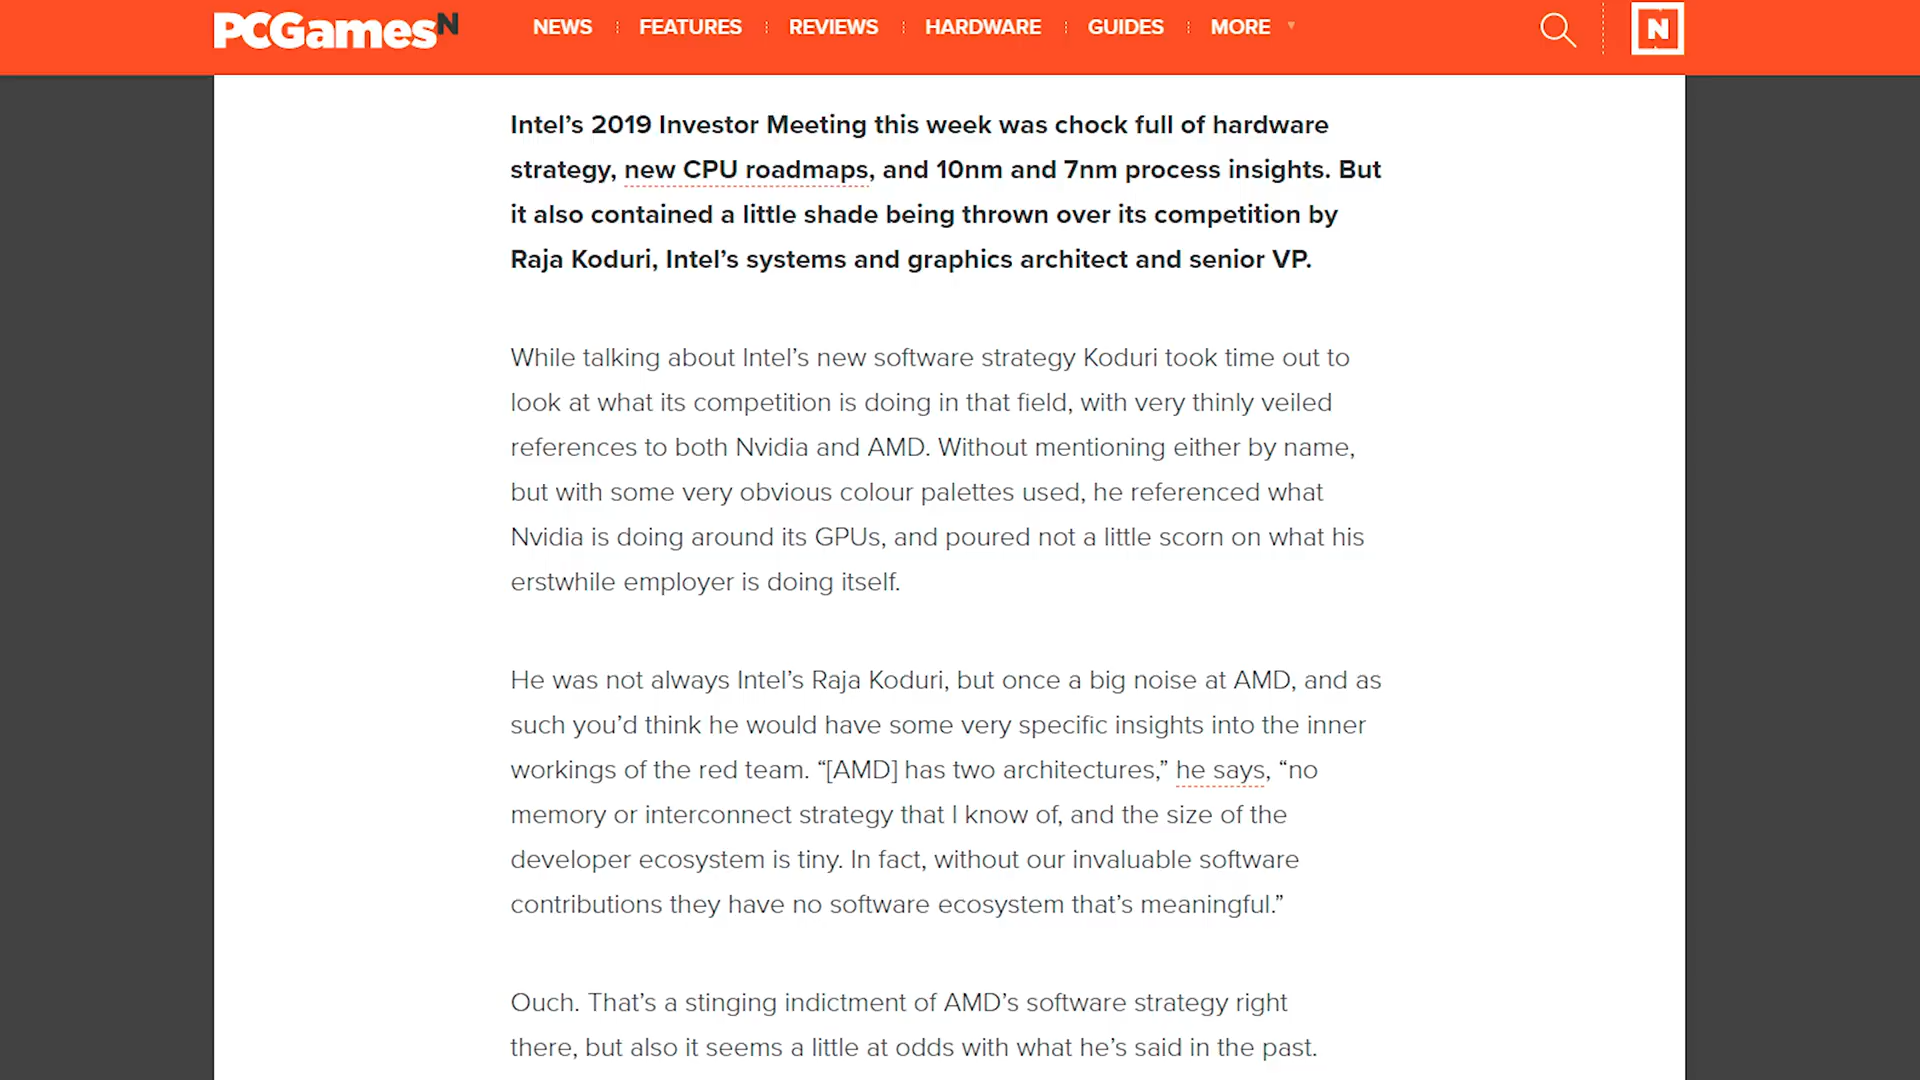 PCGamesN
NEWS FEATURES REVIEWS HARDWARE GUIDES MORE
N
Intel’s 2019 Investor Meeting this week was chock full of hardware
strategy, new CPU roadmaps, and 10nm and 7nm process insights. But
it also contained a little shade being thrown over its competition by
Raja Koduri, Intel’s systems and graphics architect and senior VP.
While talking about Intel’s new software strategy Koduri took time out to
look at what its competition is doing in that field, with very thinly veiled
references to both Nvidia and AMD. Without mentioning either by name,
but with some very obvious colour palettes used, he referenced what
Nvidia is doing around its GPUs, and poured not a little scorn on what his
erstwhile employer is doing itself.
He was not always Intel’s Raja Koduri, but once a big noise at AMD, and as
such you’d think he would have some very specific insights into the inner
workings of the red team. “[AMD] has two architectures,” he says, “no
memory or interconnect strategy that I know of, and the size of the
developer ecosystem is tiny. In fact, without our invaluable software
contributions they have no software ecosystem that’s meaningful.”
Ouch. That’s a stinging indictment of AMD’s software strategy right
there, but also it seems a little at odds with what he’s said in the past.